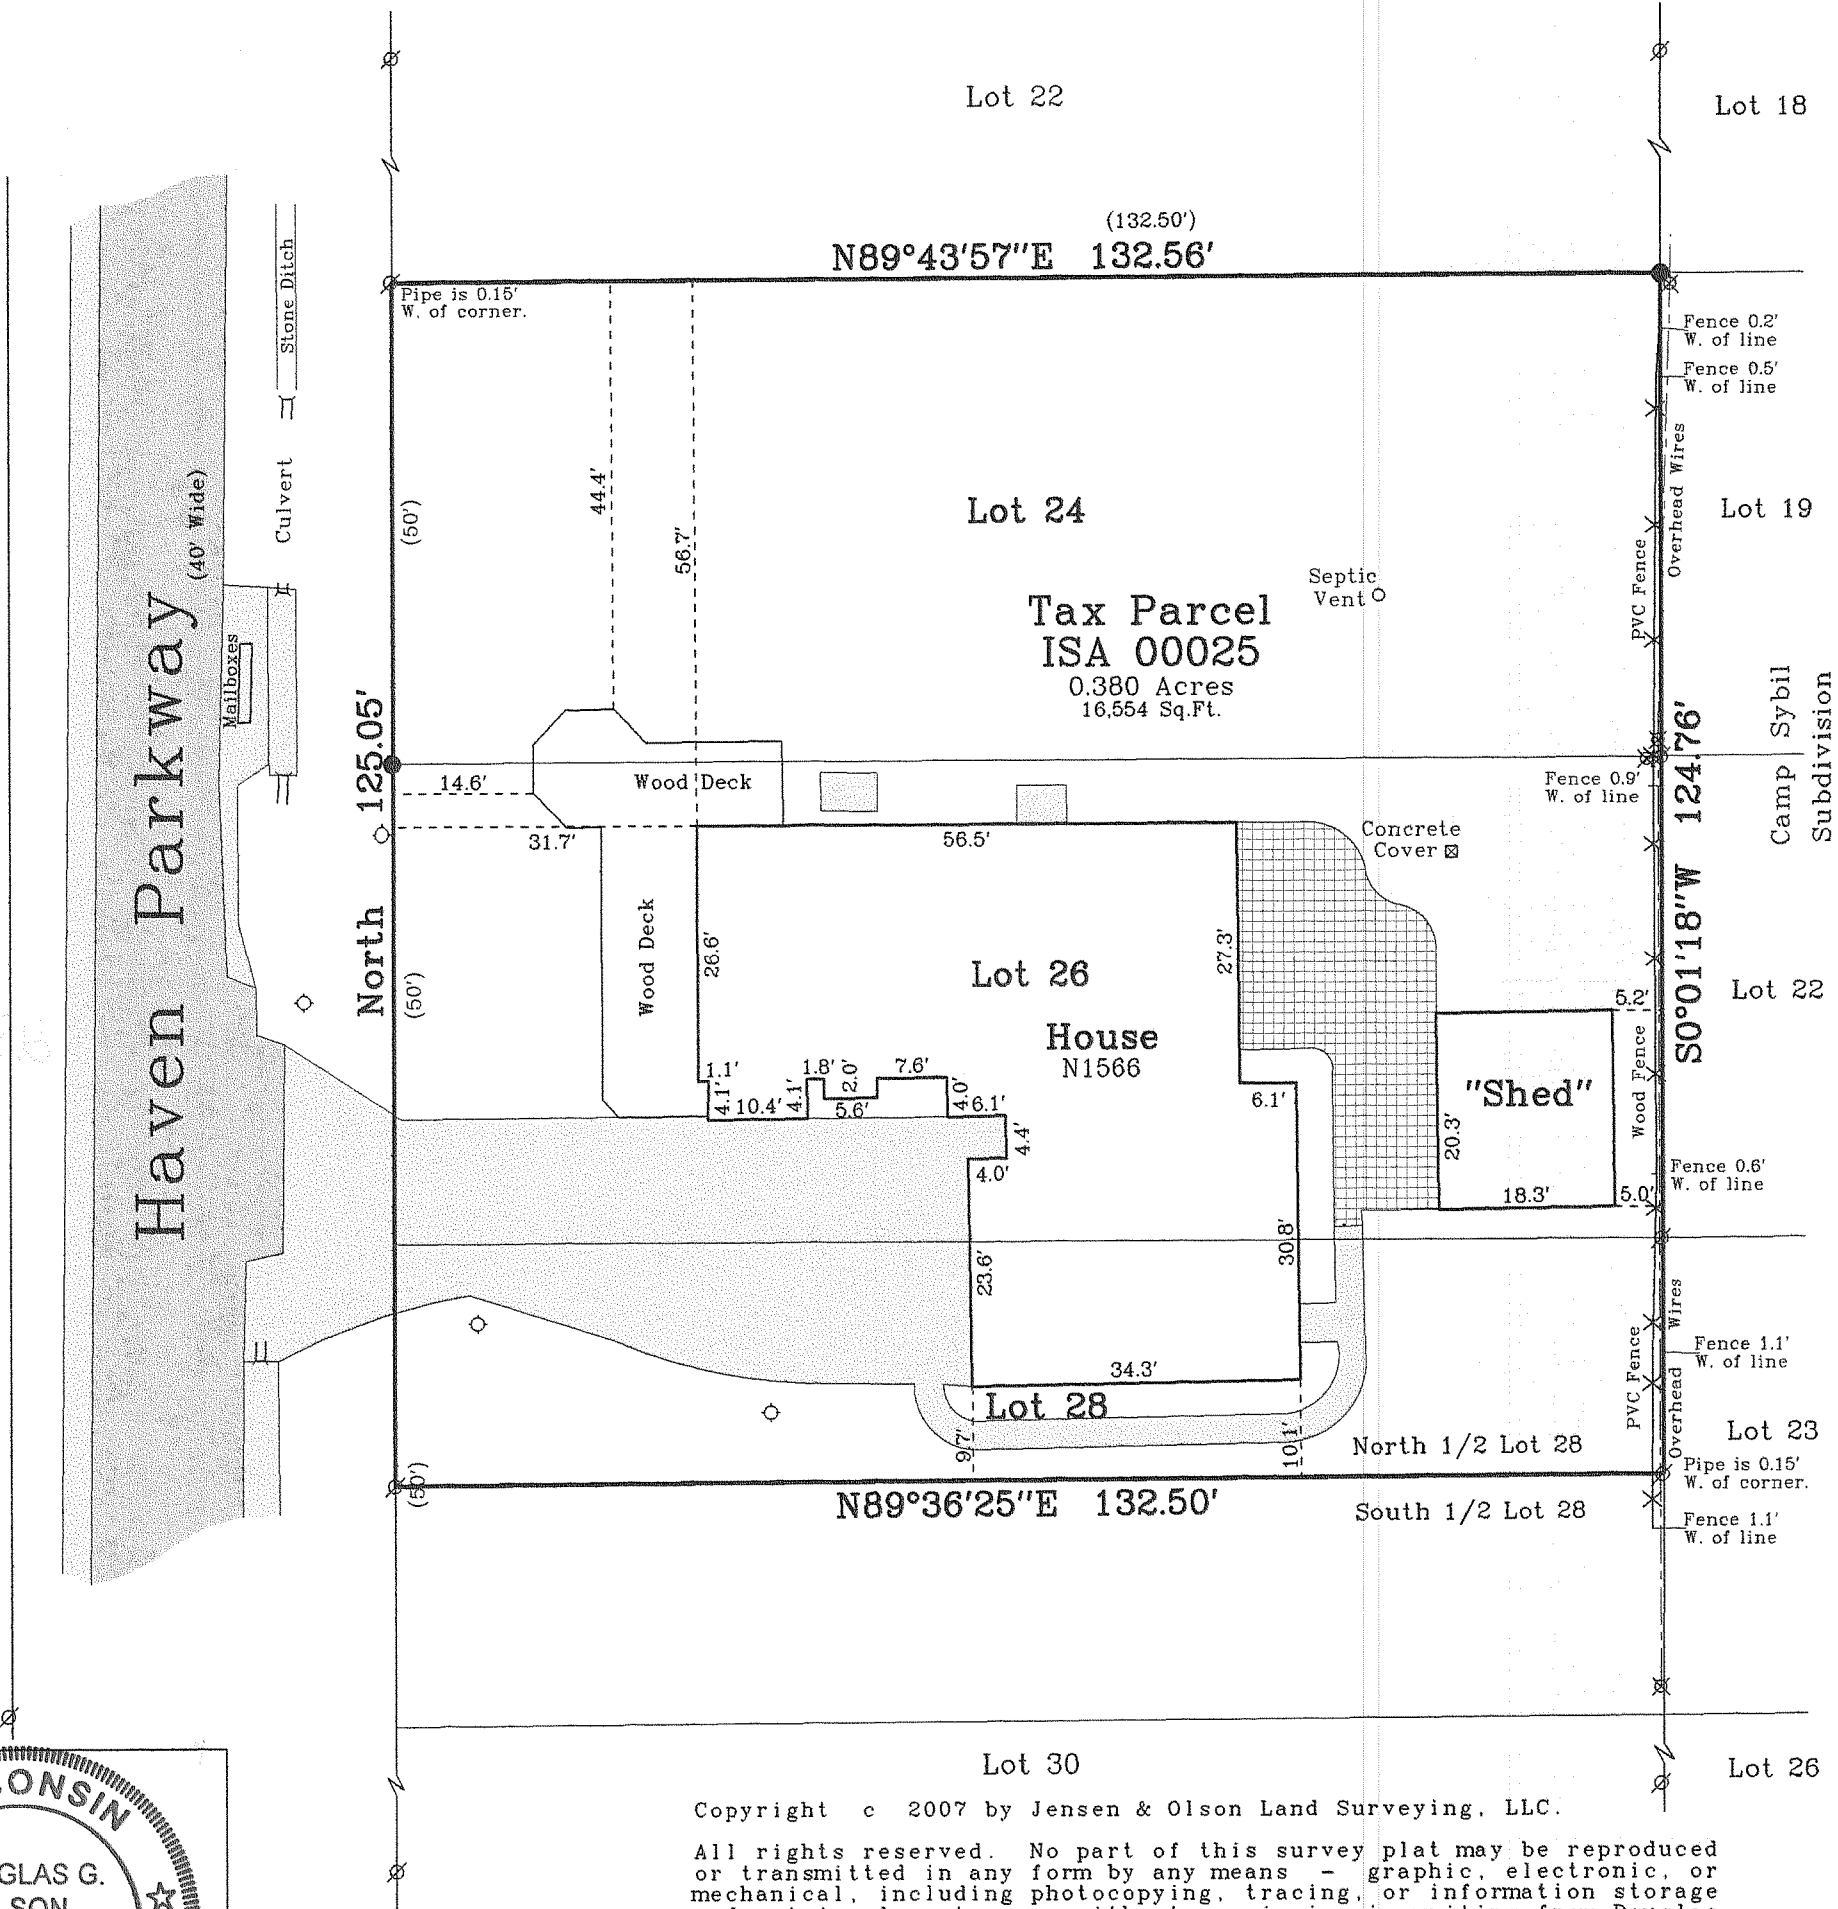 Lot 22
Lot 18
(132.50')
N89°43'57"E 132.56'
Pipe is 0.15'
W. of corner.
Stone Ditch
Fence 0.2'
W. of line
Fence 0.5'
W. of line
Overhead Wires
44.4'
56.7'
(50')
Culvert
(40' Wide)
Lot 24
Lot 19
PVC Fence
Septic
Vent
Tax Parcel
ISA 00025
0.380 Acres
16,554 Sq.Ft.
Haven Parkway
Mailboxes
North 125.05'
S0°01'18"W 124.76'
Camp Sybil
Subdivision
14.6'
Wood Deck
Fence 0.9'
W. of line
31.7'
56.5'
Concrete
Cover
Wood Deck
26.6'
27.3'
Lot 26
(50')
5.2'
Lot 22
House
N1566
"Shed"
Wood Fence
1.1'
1.8'
2.0'
7.6'
4.1'
10.4'
4.1'
5.6'
4.0'
6.1'
6.1'
4.4'
4.0'
20.3'
18.3'
5.0'
Fence 0.6'
W. of line
23.6'
30.8'
Wires
Overhead
PVC Fence
Fence 1.1'
W. of line
34.3'
Lot 28
9.7'
10.1'
North 1/2 Lot 28
Lot 23
Pipe is 0.15'
W. of corner.
(50')
N89°36'25"E 132.50'
South 1/2 Lot 28
Fence 1.1'
W. of line
Lot 30
Lot 26
ONSIN
GLAS G.
SON
Copyright c 2007 by Jensen & Olson Land Surveying, LLC.
All rights reserved. No part of this survey plat may be reproduced
or transmitted in any form by any means - graphic, electronic, or
mechanical, including photocopying, tracing, or information storage